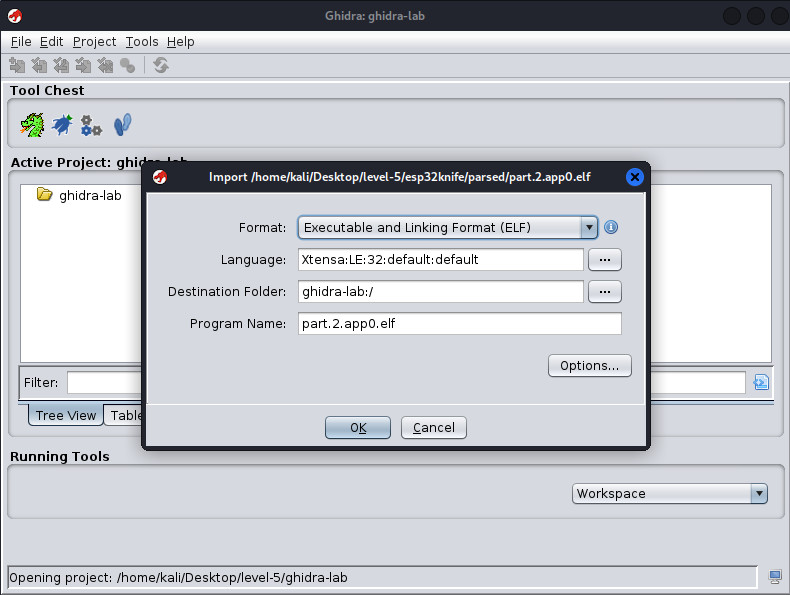 Ghidra: ghidra-lab
File Edit Project Tools Help
Tool Chest
Active Project: ghidra-lab
ghidra-lab
Import /home/kali/Desktop/level-5/esp32knife/parsed/part.2.app0.elf
Format: Executable and Linking Format (ELF)
Language: Xtensa:LE:32:default:default ...
Destination Folder: ghidra-lab:/ ...
Program Name: part.2.app0.elf
Options...
OK Cancel
Filter:
Tree View Table
Running Tools
Workspace
Opening project: /home/kali/Desktop/level-5/ghidra-lab